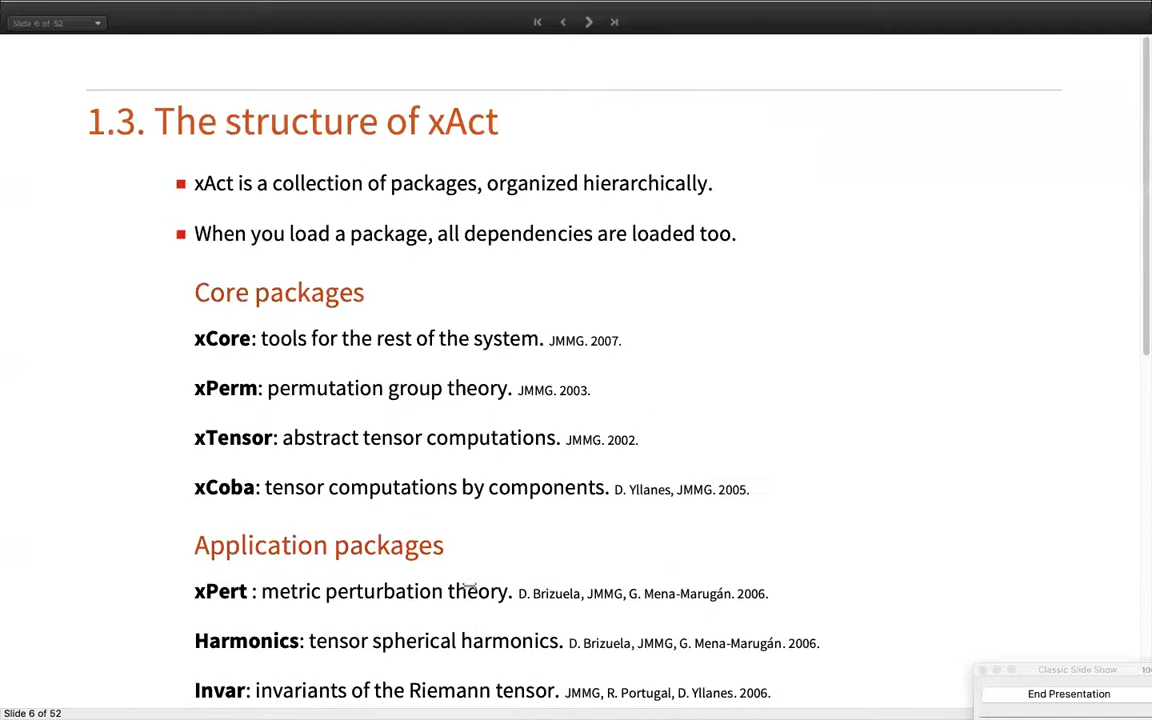 Slide 6 of 52
1.3. The structure of xAct
■ xAct is a collection of packages, organized hierarchically.
■ When you load a package, all dependencies are loaded too.
Core packages
xCore: tools for the rest of the system. JMMG. 2007.
xPerm: permutation group theory. JMMG. 2003.
xTensor: abstract tensor computations. JMMG. 2002.
xCoba: tensor computations by components. D. Yllanes, JMMG. 2005.
Application packages
xPert : metric perturbation theory. D. Brizuela, JMMG, G. Mena-Marugán. 2006.
Harmonics: tensor spherical harmonics. D. Brizuela, JMMG, G. Mena-Marugán. 2006.
Invar: invariants of the Riemann tensor. JMMG, R. Portugal, D. Yllanes. 2006.
Classic Slide Show
End Presentation
Slide 6 of 52